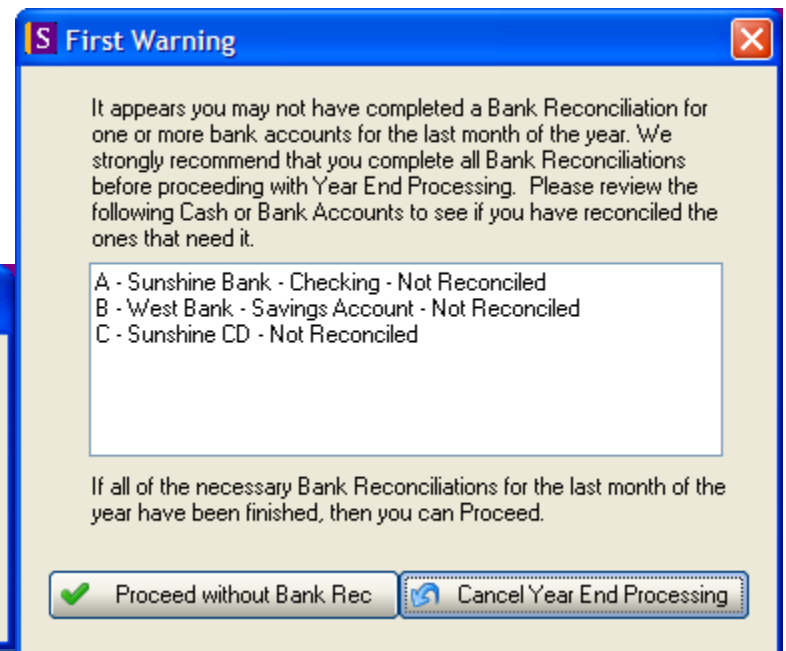 S First Warning
It appears you may not have completed a Bank Reconciliation for
one or more bank accounts for the last month of the year. We
strongly recommend that you complete all Bank Reconciliations
before proceeding with Year End Processing.  Please review the
following Cash or Bank Accounts to see if you have reconciled the
ones that need it.
A - Sunshine Bank - Checking - Not Reconciled
B - West Bank - Savings Account - Not Reconciled
C - Sunshine CD - Not Reconciled
If all of the necessary Bank Reconciliations for the last month of the
year have been finished, then you can Proceed.
Proceed without Bank Rec Cancel Year End Processing